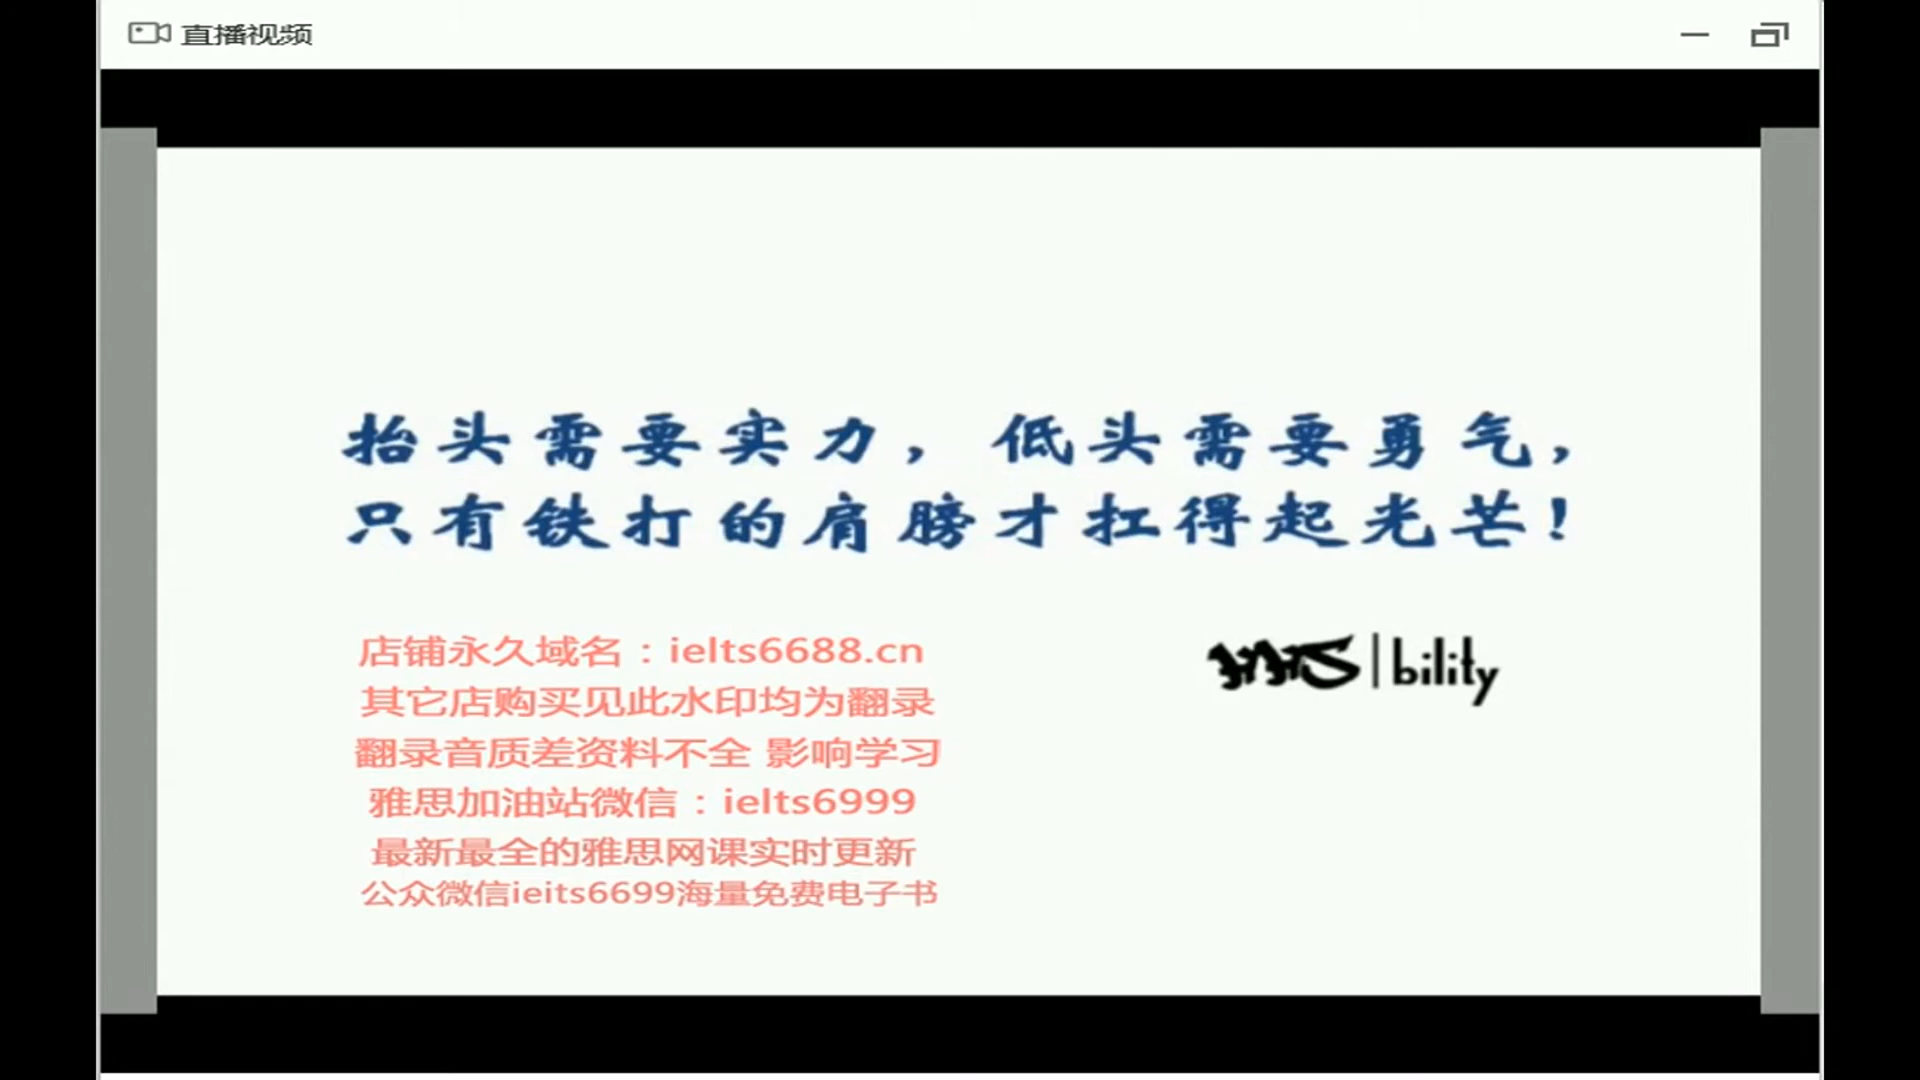 直播视频
抬头需要实力，低头需要勇气，
只有铁打的肩膀才扛得起光芒！
店铺永久域名：ielts6688.cn
其它店购买见此水印均为翻录
翻录音质差资料不全 影响学习
雅思加油站微信：ielts6999
最新最全的雅思网课实时更新
公众微信ieits6699海量免费电子书
bility